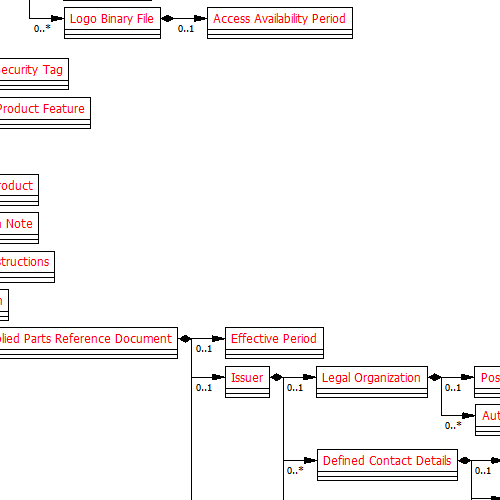 Logo Binary File
Access Availability Period
0..*
0..1
ecurity Tag
Product Feature
roduct
Note
structions
lied Parts Reference Document
Effective Period
0..1
Issuer
Legal Organization
Pos
0..1
0..1
0..1
Aut
0..*
Defined Contact Details
0..*
0..1